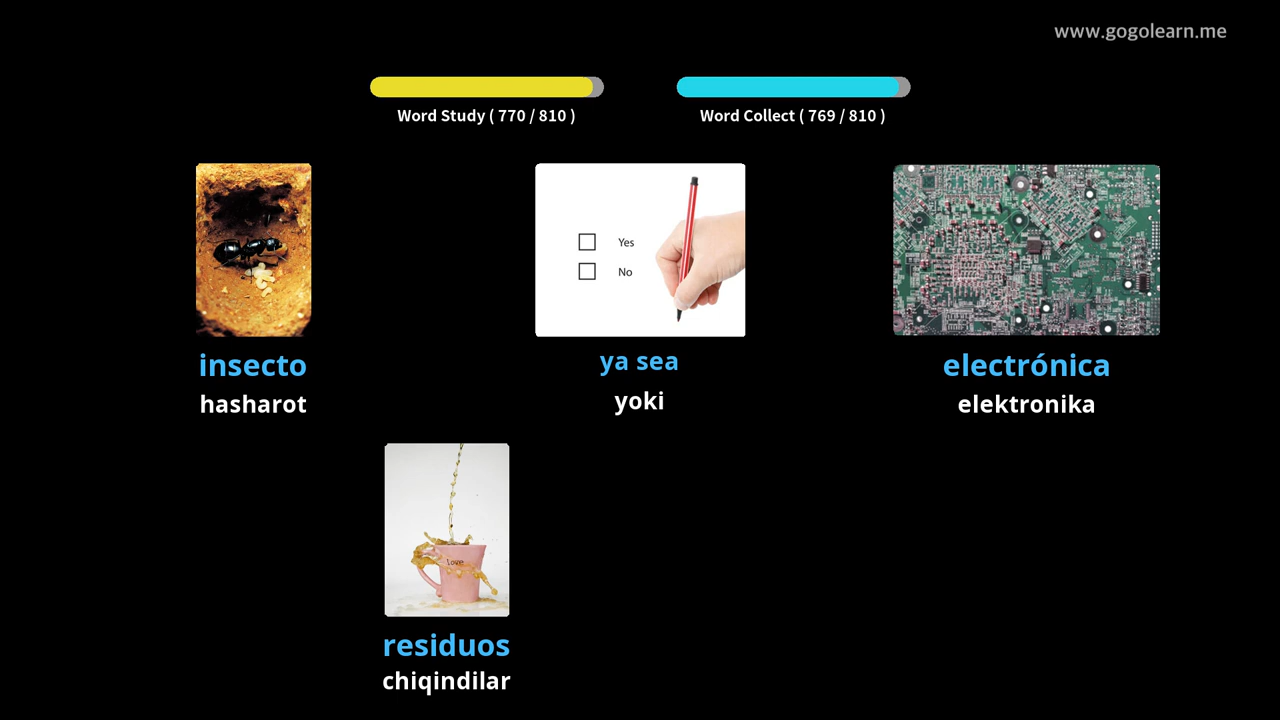 www.gogolearn.me
Word Study ( 770 / 810 )
Word Collect ( 769 / 810 )
Yes
No
insecto
hasharot
ya sea
yoki
electrónica
elektronika
love
residuos
chiqindilar